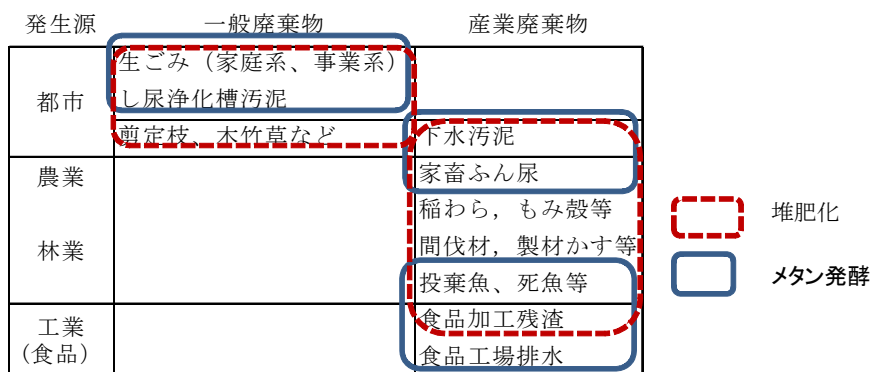 発生源 一般廃棄物 産業廃棄物
生ごみ（家庭系、事業系）
都市 し尿浄化槽汚泥
剪定枝、木竹草など 下水汚泥
農業 家畜ふん尿
稲わら，もみ殻等
林業 間伐材，製材かす等
投棄魚、死魚等
工業 食品加工残渣
（食品） 食品工場排水
堆肥化
メタン発酵